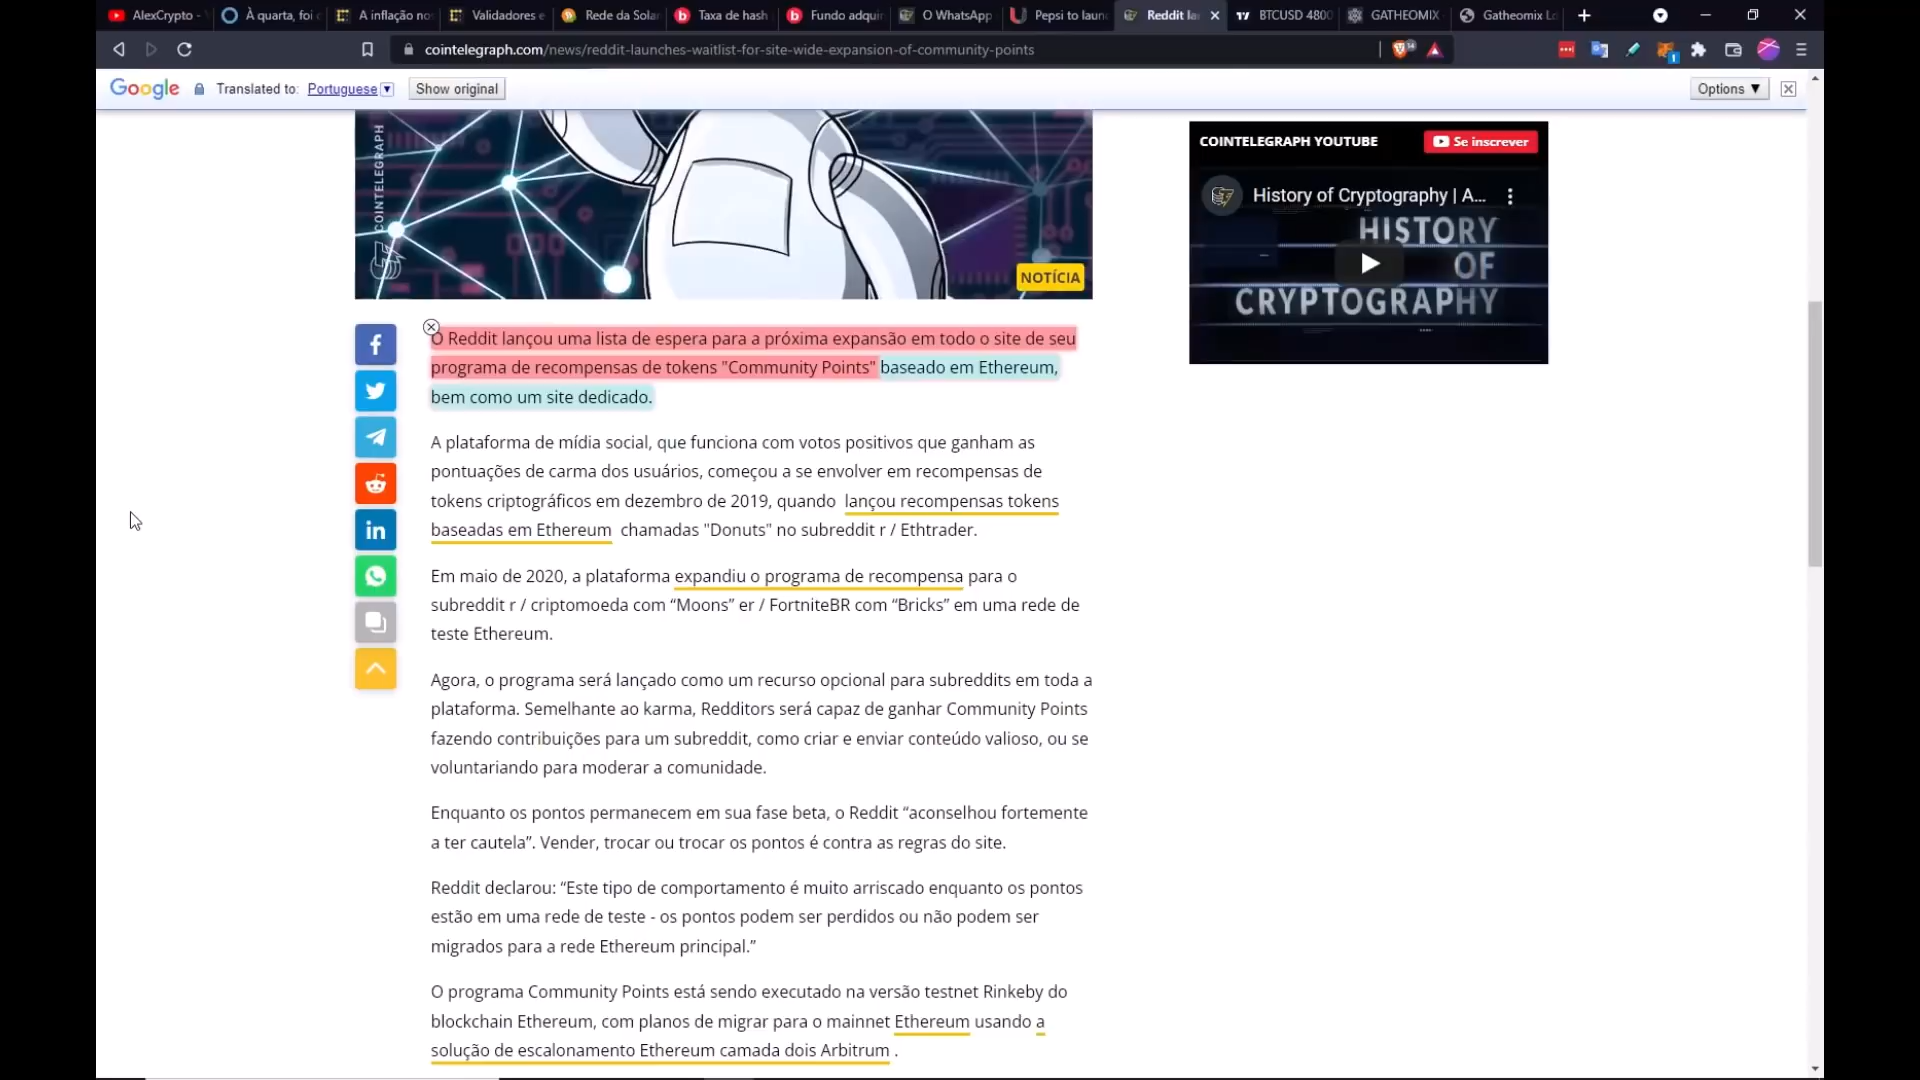 AlexCrypto -
À quarta, foi
A inflação no
Validadores e
Rede da Sola
Taxa de hash
Fundo adqui
O WhatsApp
Pepsi to laun
Reddit la
BTCUSD 4800
GATHEOMIX
Gatheomix Lo
cointelegraph.com/news/reddit-launches-waitlist-for-site-wide-expansion-of-community-points
Google
Translated to: Portuguese
Show original
Options ▼
COINTELEGRAPH
NOTÍCIA
COINTELEGRAPH YOUTUBE
Se inscrever
History of Cryptography | A...
HISTORY
OF
CRYPTOGRAPHY
O Reddit lançou uma lista de espera para a próxima expansão em todo o site de seu
programa de recompensas de tokens "Community Points" baseado em Ethereum,
bem como um site dedicado.
A plataforma de mídia social, que funciona com votos positivos que ganham as
pontuações de carma dos usuários, começou a se envolver em recompensas de
tokens criptográficos em dezembro de 2019, quando lançou recompensas tokens
baseadas em Ethereum chamadas "Donuts" no subreddit r / Ethtrader.
Em maio de 2020, a plataforma expandiu o programa de recompensa para o
subreddit r / criptomoeda com “Moons” er / FortniteBR com “Bricks” em uma rede de
teste Ethereum.
Agora, o programa será lançado como um recurso opcional para subreddits em toda a
plataforma. Semelhante ao karma, Redditors será capaz de ganhar Community Points
fazendo contribuições para um subreddit, como criar e enviar conteúdo valioso, ou se
voluntariando para moderar a comunidade.
Enquanto os pontos permanecem em sua fase beta, o Reddit “aconselhou fortemente
a ter cautela”. Vender, trocar ou trocar os pontos é contra as regras do site.
Reddit declarou: “Este tipo de comportamento é muito arriscado enquanto os pontos
estão em uma rede de teste - os pontos podem ser perdidos ou não podem ser
migrados para a rede Ethereum principal.”
O programa Community Points está sendo executado na versão testnet Rinkeby do
blockchain Ethereum, com planos de migrar para o mainnet Ethereum usando a
solução de escalonamento Ethereum camada dois Arbitrum .